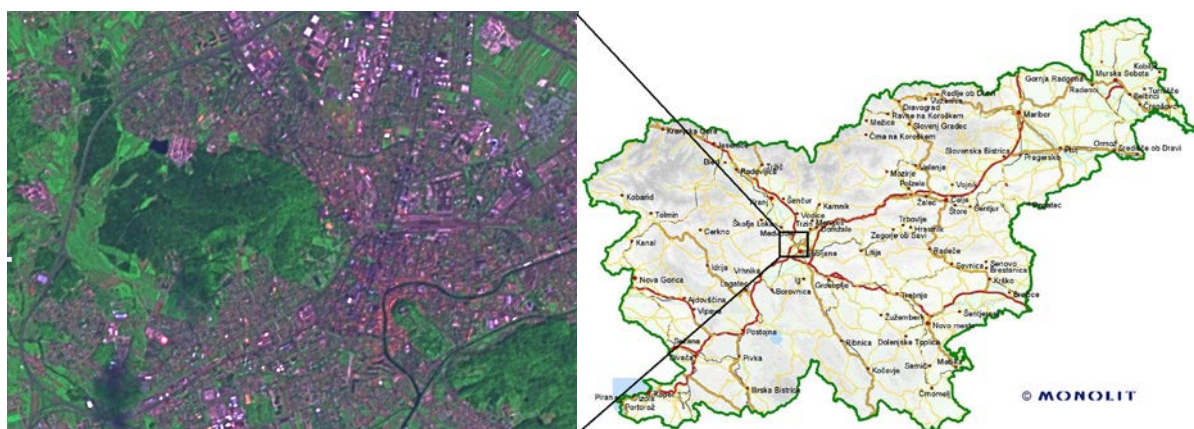 Kobilje
Gornja Radgona
Murska Sobota
Turnišče
Radenci
Beltinci
Radlje ob Dravi
Vuzenica
Dravograd
Ravne na Koroškem
Maribor
Mežica
Slovenj Gradec
Črna na Koroškem
Kranjska Gora
Jesenice
Slovenska Bistrica
Ptuj
Ormož
Središče ob Dravi
Pragersko
Bled
Tržič
Radovljica
Velenje
Mozirje
Polzela
Vojnik
Kobarid
Kranj
Šenčur
Kamnik
Žalec
Celje
Štore
Šentjur
Rogatec
Tolmin
Vodice
Mengeš
Trbovlje
Škofja Loka
Domžale
Hrastnik
Cerkno
Zagorje ob Savi
Kanal
Ljubljana
Litija
Radeče
Sevnica
Senovo
Brestanica
Idrija
Vrhnika
Krško
Nova Gorica
Logatec
Ig
Borovnica
Grosuplje
Trebnje
Brežice
Ajdovščina
Vipava
Žužemberk
Šentjernej
Novo mesto
Postojna
Sežana
Ribnica
Dolenjske Toplice
Divača
Pivka
Semič
Metlika
Kočevje
Ilirska Bistrica
Črnomelj
Piran
Izola
Koper
Portorož
© MONOLIT